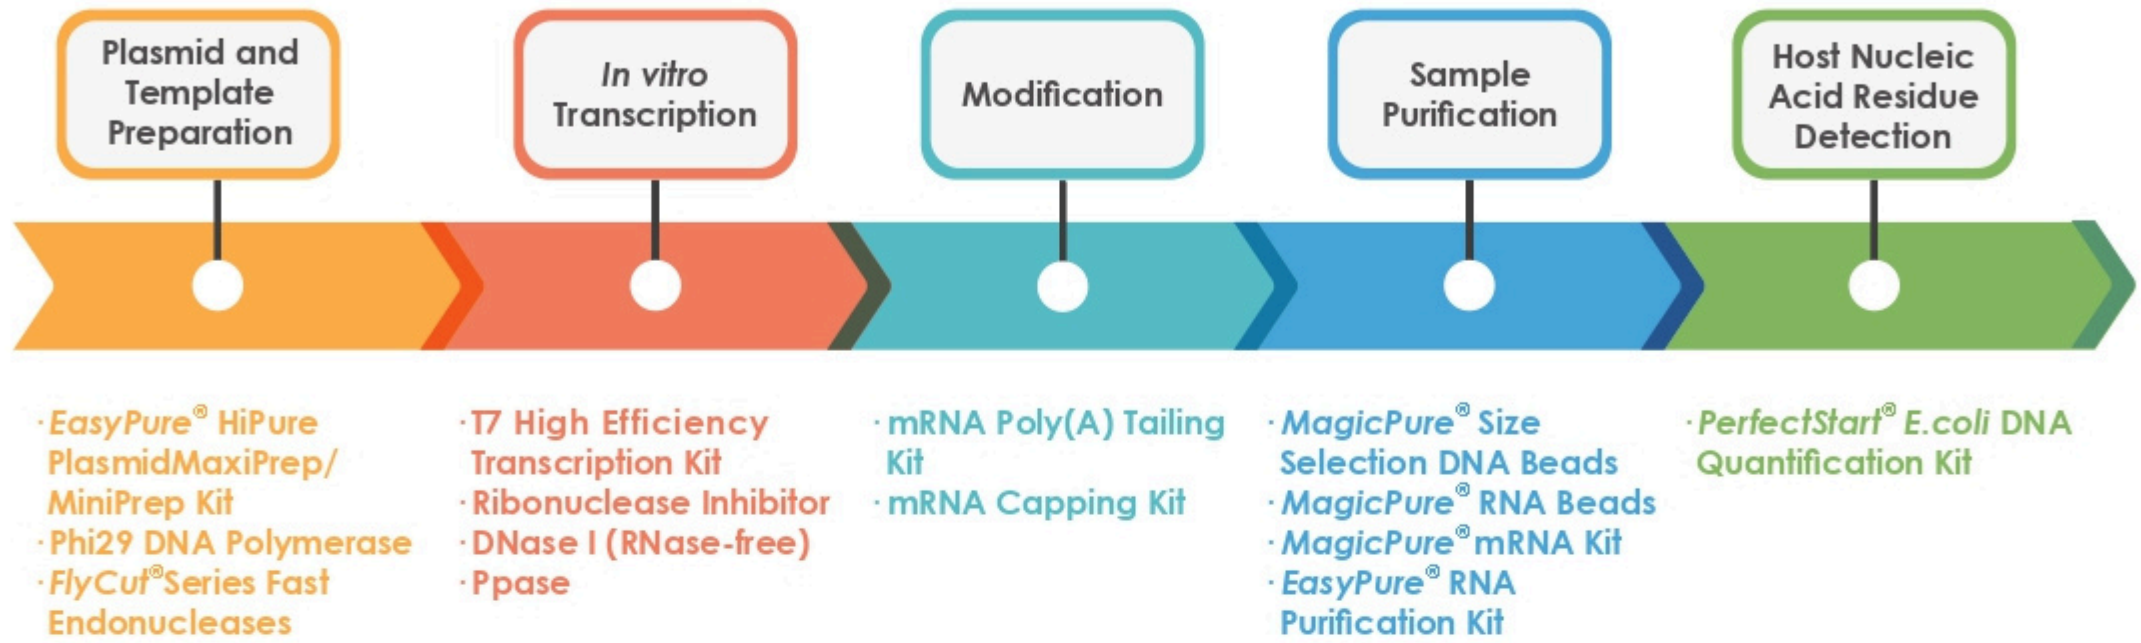 Plasmid and
Template
Preparation
In vitro
Transcription
Modification
Sample
Purification
Host Nucleic
Acid Residue
Detection
· EasyPure® HiPure
PlasmidMaxiPrep/
MiniPrep Kit
· Phi29 DNA Polymerase
· FlyCut®Series Fast
Endonucleases
· T7 High Efficiency
Transcription Kit
· Ribonuclease Inhibitor
· DNase I (RNase-free)
· Ppase
· mRNA Poly(A) Tailing
Kit
· mRNA Capping Kit
· MagicPure® Size
Selection DNA Beads
· MagicPure® RNA Beads
· MagicPure® mRNA Kit
· EasyPure® RNA
Purification Kit
· PerfectStart® E.coli DNA
Quantification Kit